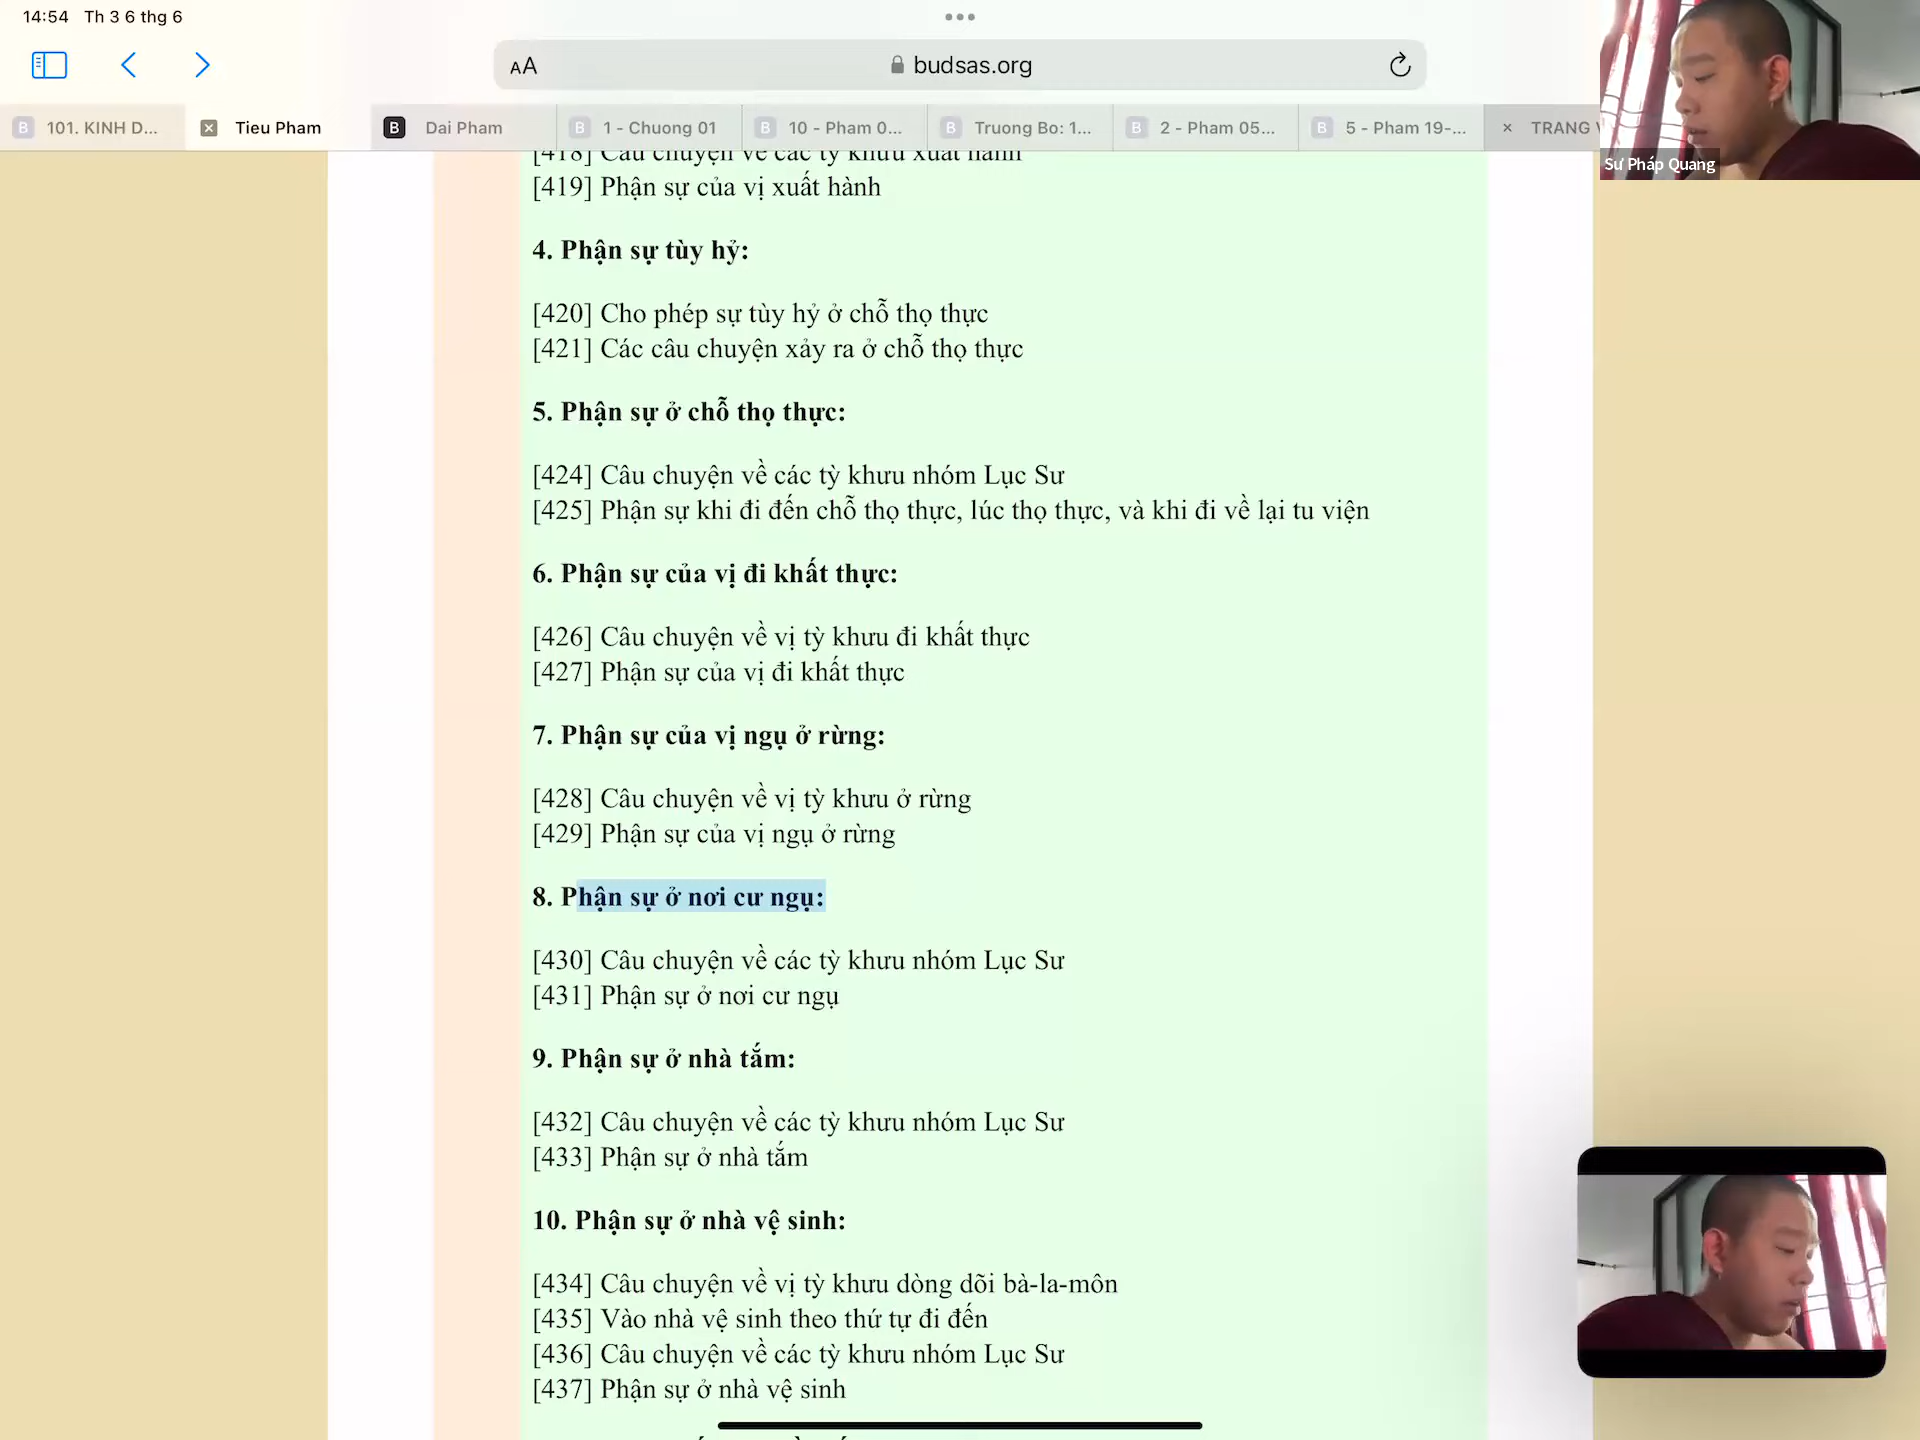 14:54 Th 3 6 thg 6
AA
budsas.org
101. KINH D...
Tieu Pham
Dai Pham
1 - Chuong 01
10 - Pham 0...
Truong Bo: 1...
2 - Pham 05...
5 - Pham 19-...
TRANG
Sư Pháp Quang
[418] Câu chuyện về các tỳ khưu xuất hành
[419] Phận sự của vị xuất hành
4. Phận sự tùy hỷ:
[420] Cho phép sự tùy hỷ ở chỗ thọ thực
[421] Các câu chuyện xảy ra ở chỗ thọ thực
5. Phận sự ở chỗ thọ thực:
[424] Câu chuyện về các tỳ khưu nhóm Lục Sư
[425] Phận sự khi đi đến chỗ thọ thực, lúc thọ thực, và khi đi về lại tu viện
6. Phận sự của vị đi khất thực:
[426] Câu chuyện về vị tỳ khưu đi khất thực
[427] Phận sự của vị đi khất thực
7. Phận sự của vị ngụ ở rừng:
[428] Câu chuyện về vị tỳ khưu ở rừng
[429] Phận sự của vị ngụ ở rừng
8. Phận sự ở nơi cư ngụ:
[430] Câu chuyện về các tỳ khưu nhóm Lục Sư
[431] Phận sự ở nơi cư ngụ
9. Phận sự ở nhà tắm:
[432] Câu chuyện về các tỳ khưu nhóm Lục Sư
[433] Phận sự ở nhà tắm
10. Phận sự ở nhà vệ sinh:
[434] Câu chuyện về vị tỳ khưu dòng dõi bà-la-môn
[435] Vào nhà vệ sinh theo thứ tự đi đến
[436] Câu chuyện về các tỳ khưu nhóm Lục Sư
[437] Phận sự ở nhà vệ sinh